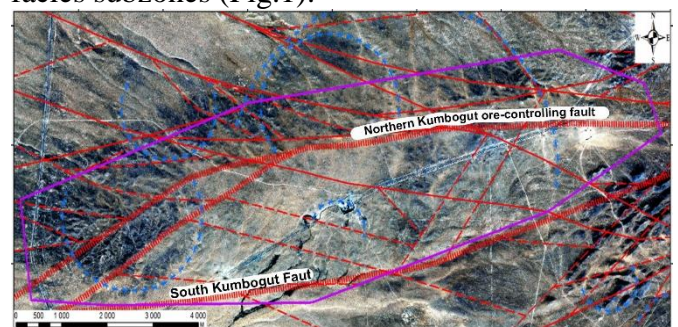 facies subzones (Fig.1).
N
W E
S
Northern Kumbogut ore-controlling fault
South Kumbogut Faut
0 500 1 000 2 000 3 000 4 000